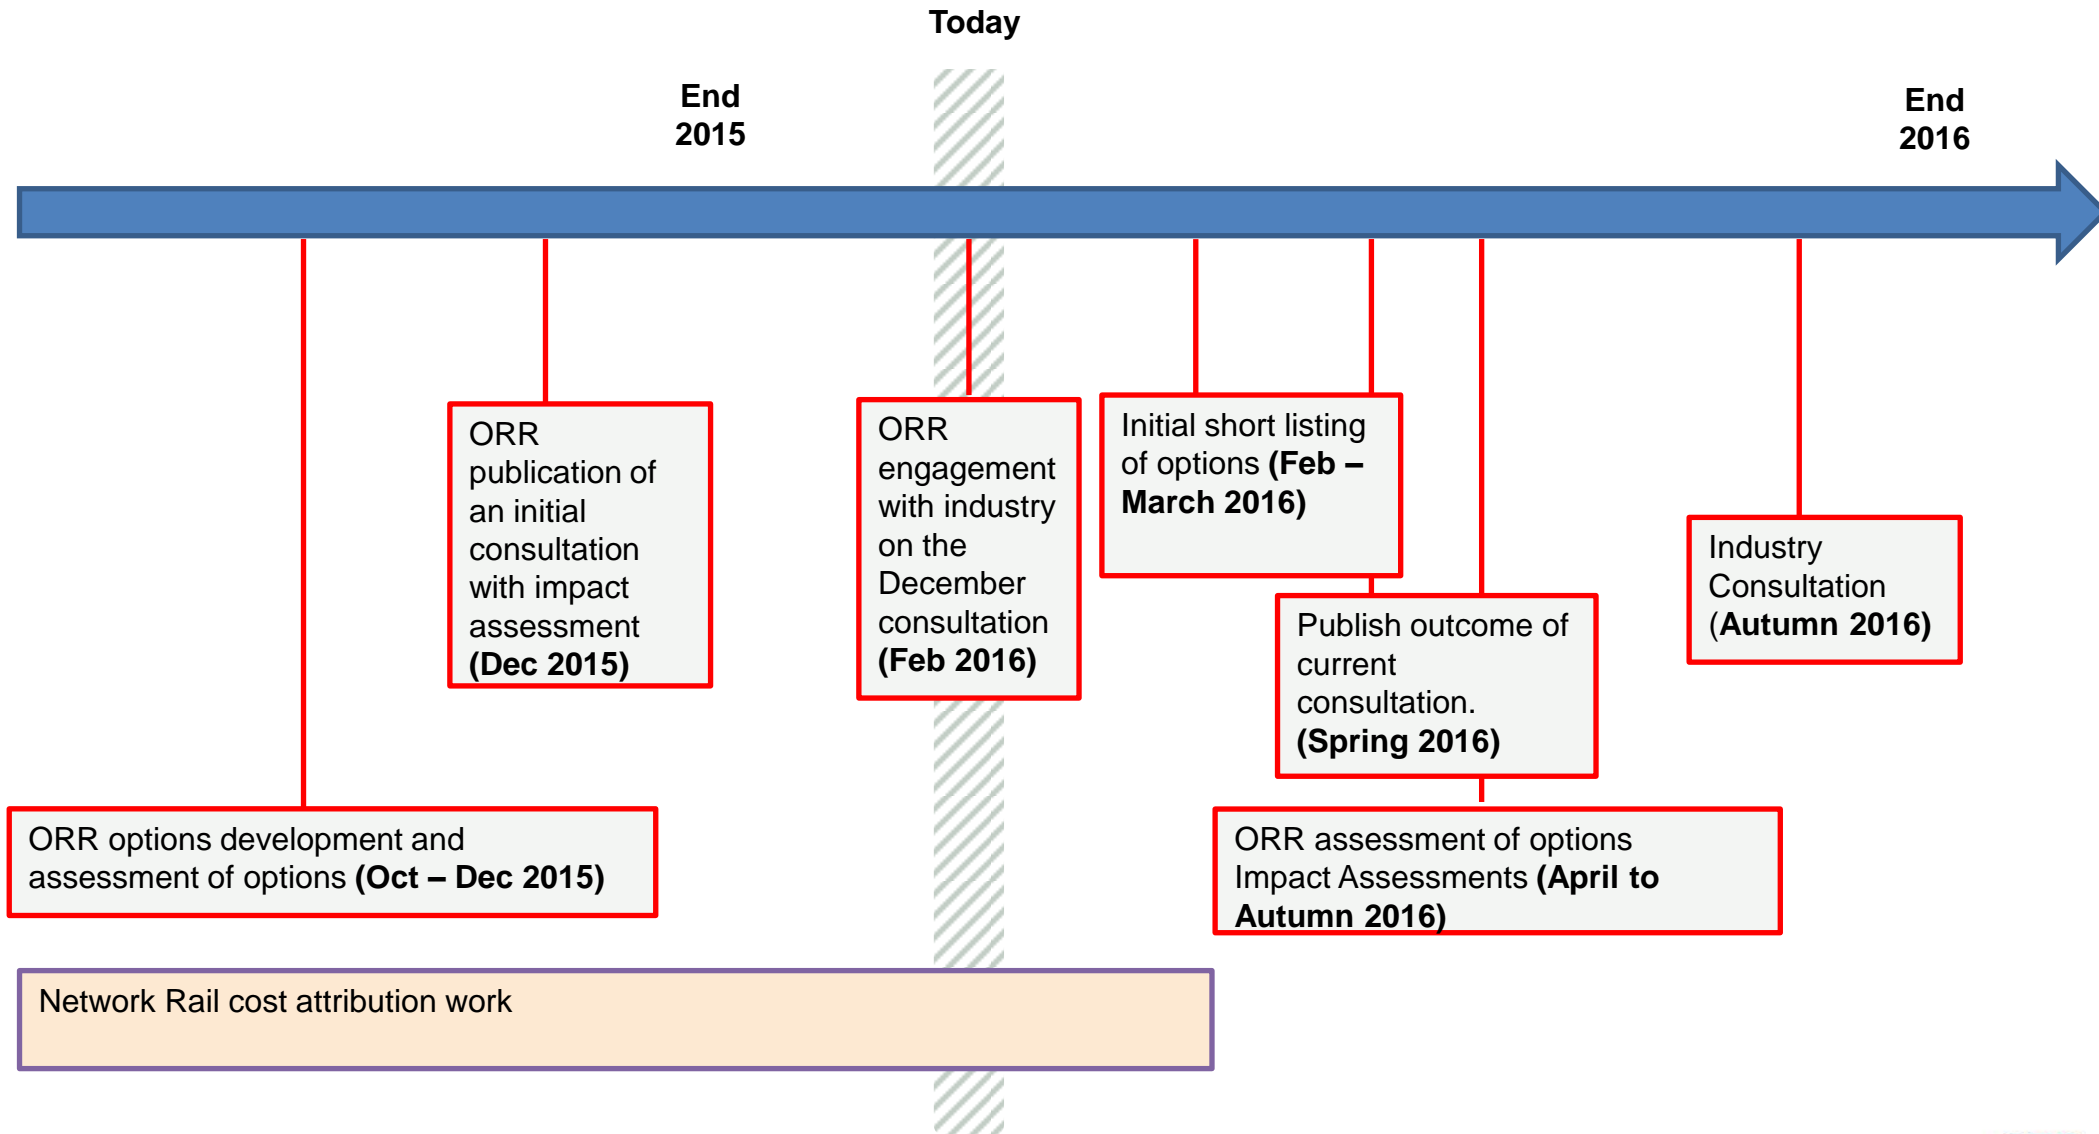 Today
End
2015
End
2016
ORR
publication of
an initial
consultation
with impact
assessment
(Dec 2015)
ORR
engagement
with industry
on the
December
consultation
(Feb 2016)
Initial short listing
of options (Feb –
March 2016)
Industry
Consultation
(Autumn 2016)
Publish outcome of
current
consultation.
(Spring 2016)
ORR options development and
assessment of options (Oct – Dec 2015)
ORR assessment of options
Impact Assessments (April to
Autumn 2016)
Network Rail cost attribution work